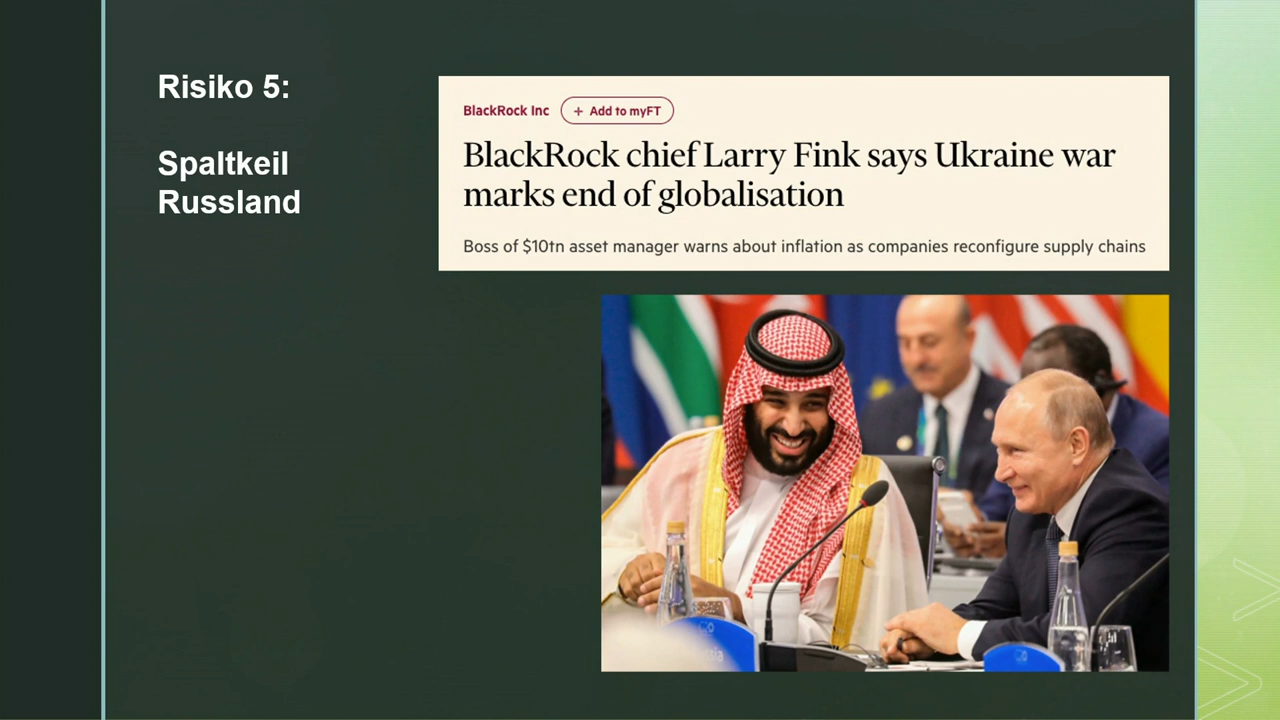 Risiko 5:
Spaltkeil
Russland
BlackRock Inc + Add to myFT
BlackRock chief Larry Fink says Ukraine war
marks end of globalisation
Boss of $10tn asset manager warns about inflation as companies reconfigure supply chains